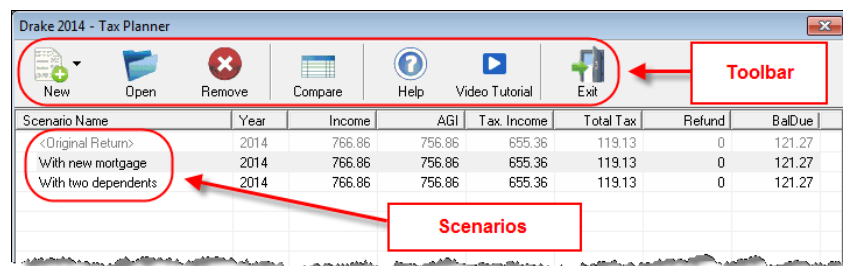 Drake 2014 - Tax Planner
New Open Remove Compare Help Video Tutorial Exit
Toolbar
Scenario Name Year Income AGI Tax. Income Total Tax Refund BalDue
<Original Return> 2014 766.86 756.86 655.36 119.13 0 121.27
With new mortgage 2014 766.86 756.86 655.36 119.13 0 121.27
With two dependents 2014 766.86 756.86 655.36 119.13 0 121.27
Scenarios